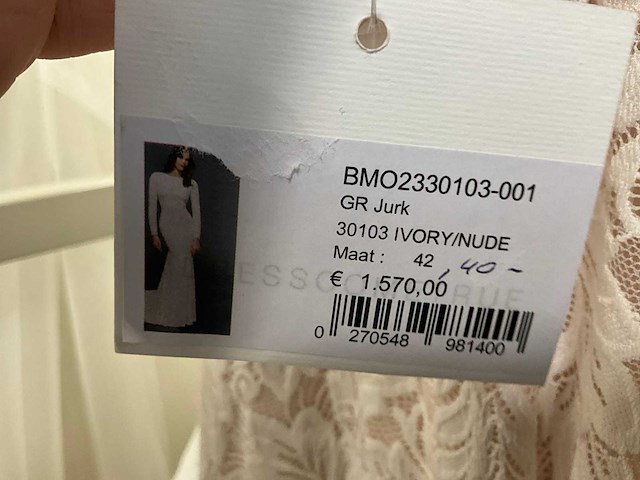 BMO2330103-001
GR Jurk
30103 IVORY/NUDE
Maat : 42, 40 -
€ 1.570,00
0 270548 981400